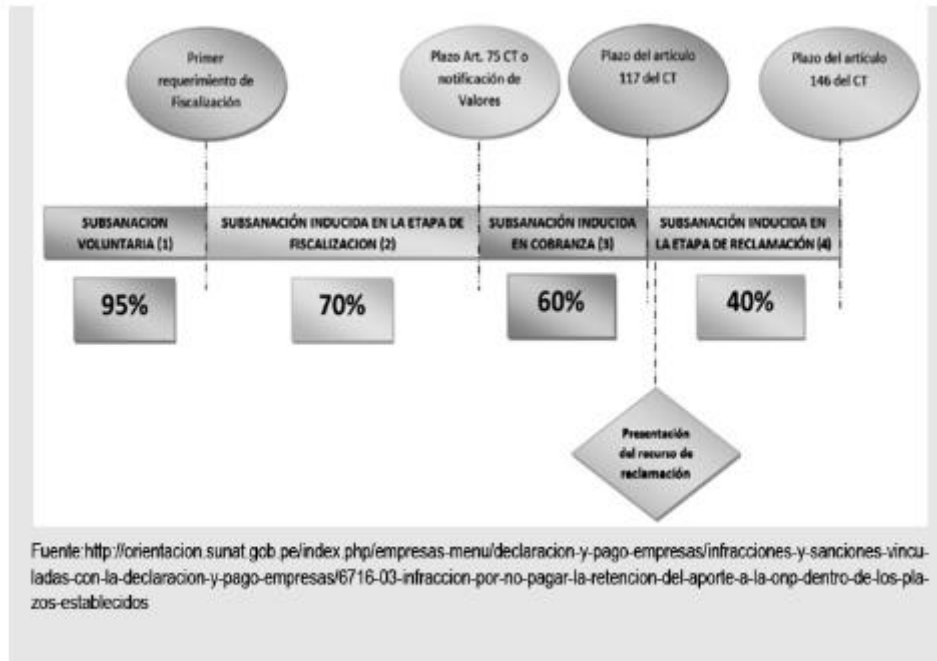 Primer
requerimiento de
Fiscalización
Plazo Art. 75 CT o
notificación de
Valores
Plazo del artículo
117 del CT
Plazo del artículo
146 del CT
SUBSANACION
VOLUNTARIA (1)
SUBSANACIÓN INDUCIDA EN LA ETAPA DE
FISCALIZACION (2)
SUBSANACIÓN INDUCIDA
EN COBRANZA (3)
SUBSANACIÓN INDUCIDA EN
LA ETAPA DE RECLAMACIÓN (4)
95%
70%
60%
40%
Presentación
del recurso de
reclamación
Fuente:http://orientacion.sunat.gob.pe/index.php/empresas-menu/declaracion-y-pago-empresas/infracciones-y-sanciones-vincu-
ladas-con-la-declaracion-y-pago-empresas/6716-03-infraccion-por-no-pagar-la-retencion-del-aporte-a-la-onp-dentro-de-los-pla-
zos-establecidos